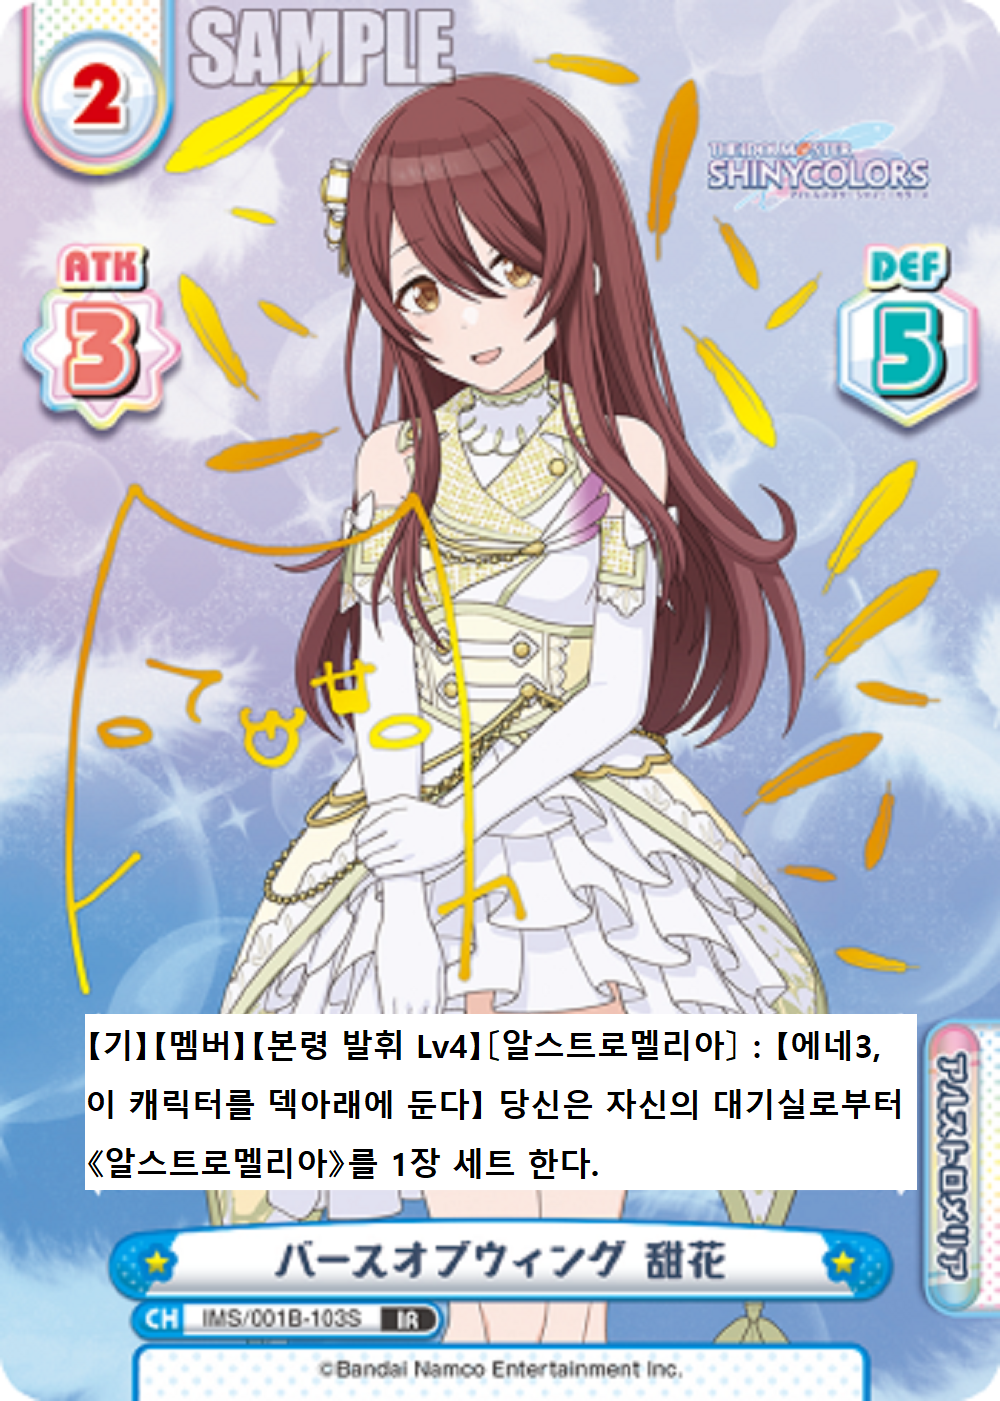 SAMPLE
2
THE IDOLM@STER
SHINYCOLORS
ATK
3
DEF
5
てん
甜
カ
【기】【멤버】【본령 발휘 Lv4】〔알스트로멜리아〕 : 【에네3,
이 캐릭터를 덱아래에 둔다】 당신은 자신의 대기실로부터
《알스트로멜리아》를 1장 세트 한다.
アルストロメリア
バースオブウィング 甜花
CH IMS/001B-103S IR
©Bandai Namco Entertainment Inc.